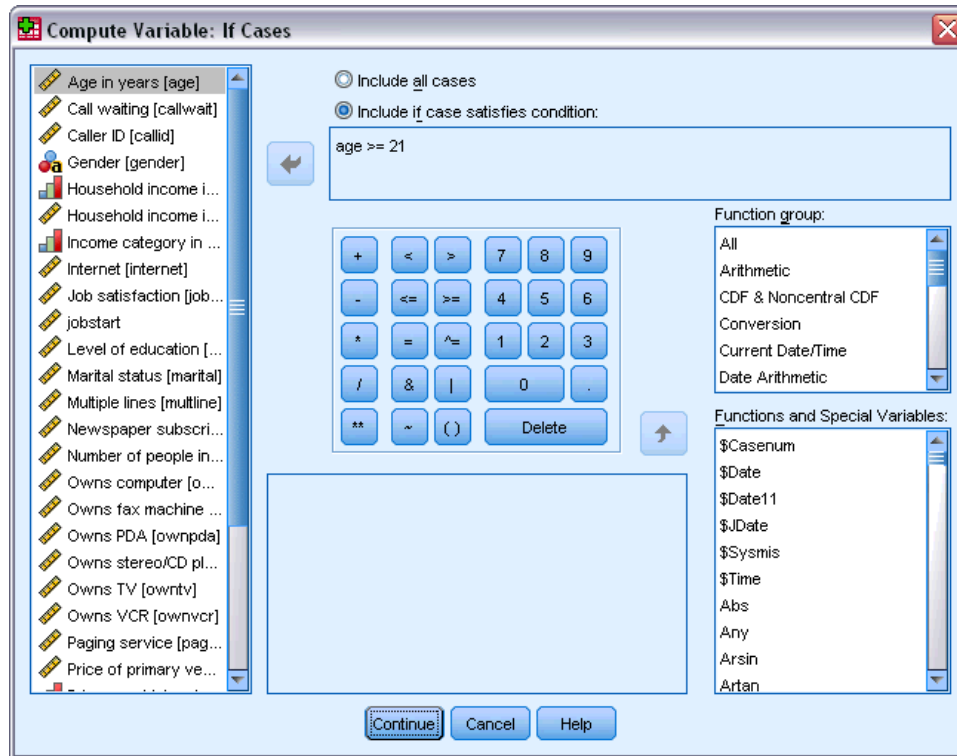 Compute Variable: If Cases
Age in years [age]
Call waiting [callwait]
Caller ID [callid]
Gender [gender]
Household income i...
Household income i...
Income category in ...
Internet [internet]
Job satisfaction [job...
jobstart
Level of education [...
Marital status [marital]
Multiple lines [multline]
Newspaper subscri...
Number of people in...
Owns computer [o...
Owns fax machine ...
Owns PDA [ownpda]
Owns stereo/CD pl...
Owns TV [owntv]
Owns VCR [ownvcr]
Paging service [pag...
Price of primary ve...
Include all cases
Include if case satisfies condition:
age >= 21
+ < > 7 8 9
- <= >= 4 5 6
* = ^= 1 2 3
/ & | 0 .
** ~ ( ) Delete
Function group:
All
Arithmetic
CDF & Noncentral CDF
Conversion
Current Date/Time
Date Arithmetic
Functions and Special Variables:
$Casenum
$Date
$Date11
$JDate
$Sysmis
$Time
Abs
Any
Arsin
Artan
Continue Cancel Help